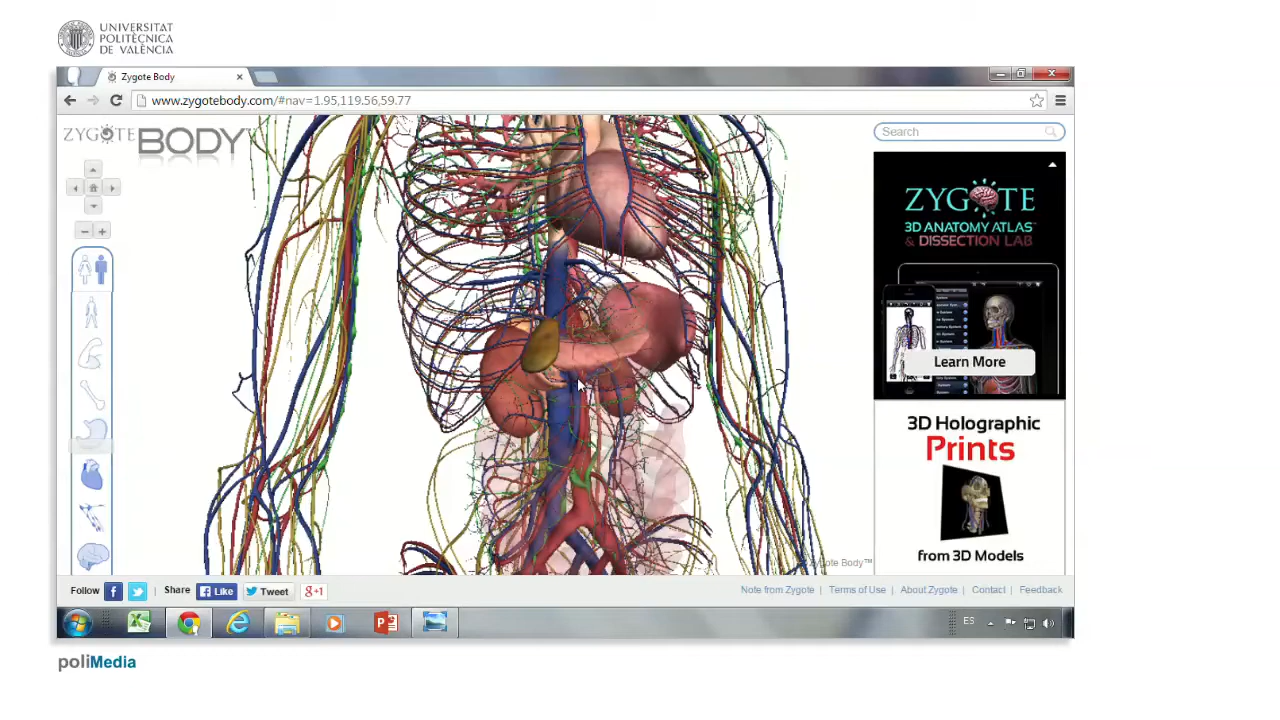 UNIVERSITAT
POLITÈCNICA
DE VALÈNCIA
Zygote Body
www.zygotebody.com/#nav=1.95,119.56,59.77
ZYGOTE BODY
Search
ZYGOTE
3D ANATOMY ATLAS
& DISSECTION LAB
Learn More
3D Holographic
Prints
from 3D Models
Zygote Body™
Follow | Share Like Tweet g+1
Note from Zygote | Terms of Use | About Zygote | Contact | Feedback
ES
poliMedia